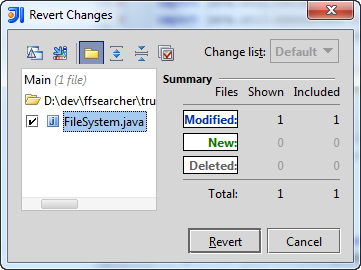 Revert Changes
Change list: Default
Main (1 file)
D:\dev\ffsearcher\tru
FileSystem.java
Summary
Files Shown Included
Modified: 1 1
New: 0 0
Deleted: 0 0
Total: 1 1
Revert Cancel